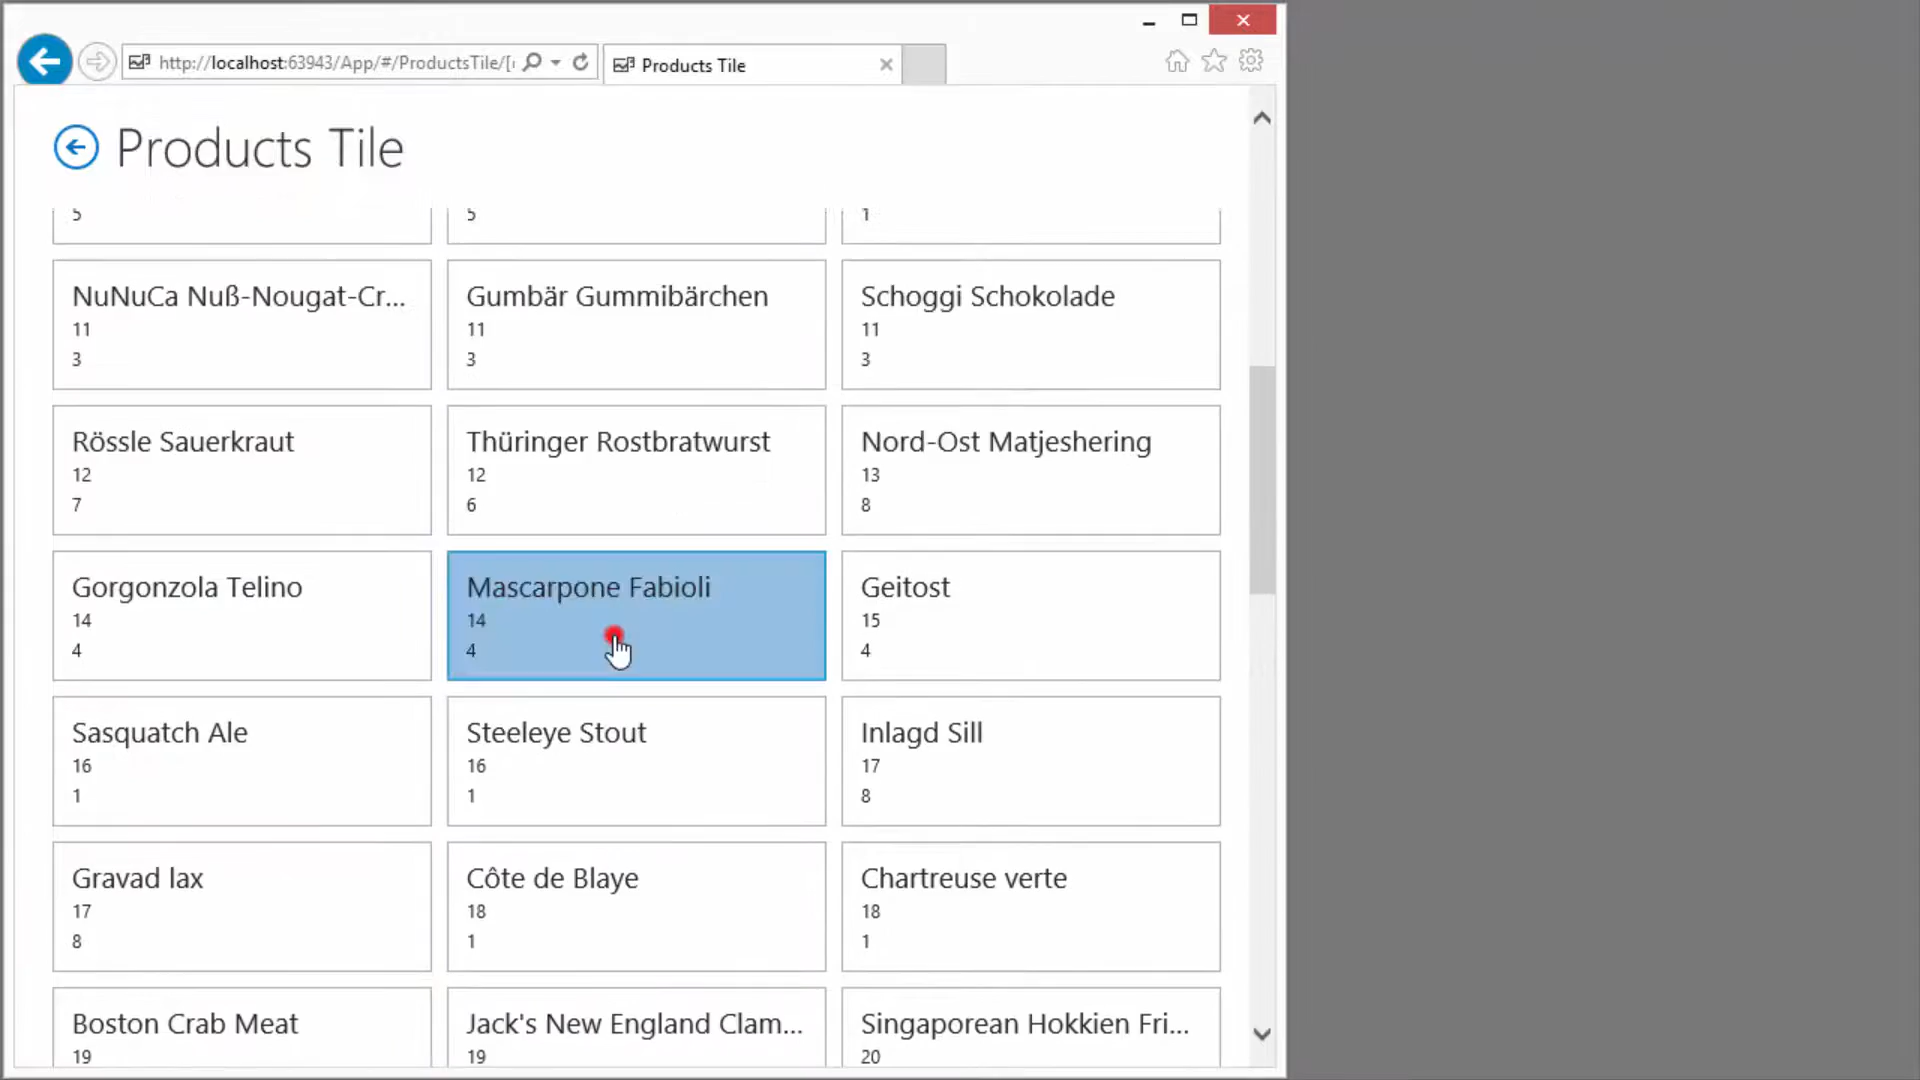 http://localhost:63943/App/#/ProductsTile/[
Products Tile
Products Tile
5
5
1
NuNuCa Nuß-Nougat-Cr...
11
3
Gumbär Gummibärchen
11
3
Schoggi Schokolade
11
3
Rössle Sauerkraut
12
7
Thüringer Rostbratwurst
12
6
Nord-Ost Matjeshering
13
8
Gorgonzola Telino
14
4
Mascarpone Fabioli
14
4
Geitost
15
4
Sasquatch Ale
16
1
Steeleye Stout
16
1
Inlagd Sill
17
8
Gravad lax
17
8
Côte de Blaye
18
1
Chartreuse verte
18
1
Boston Crab Meat
19
Jack's New England Clam...
19
Singaporean Hokkien Fri...
20